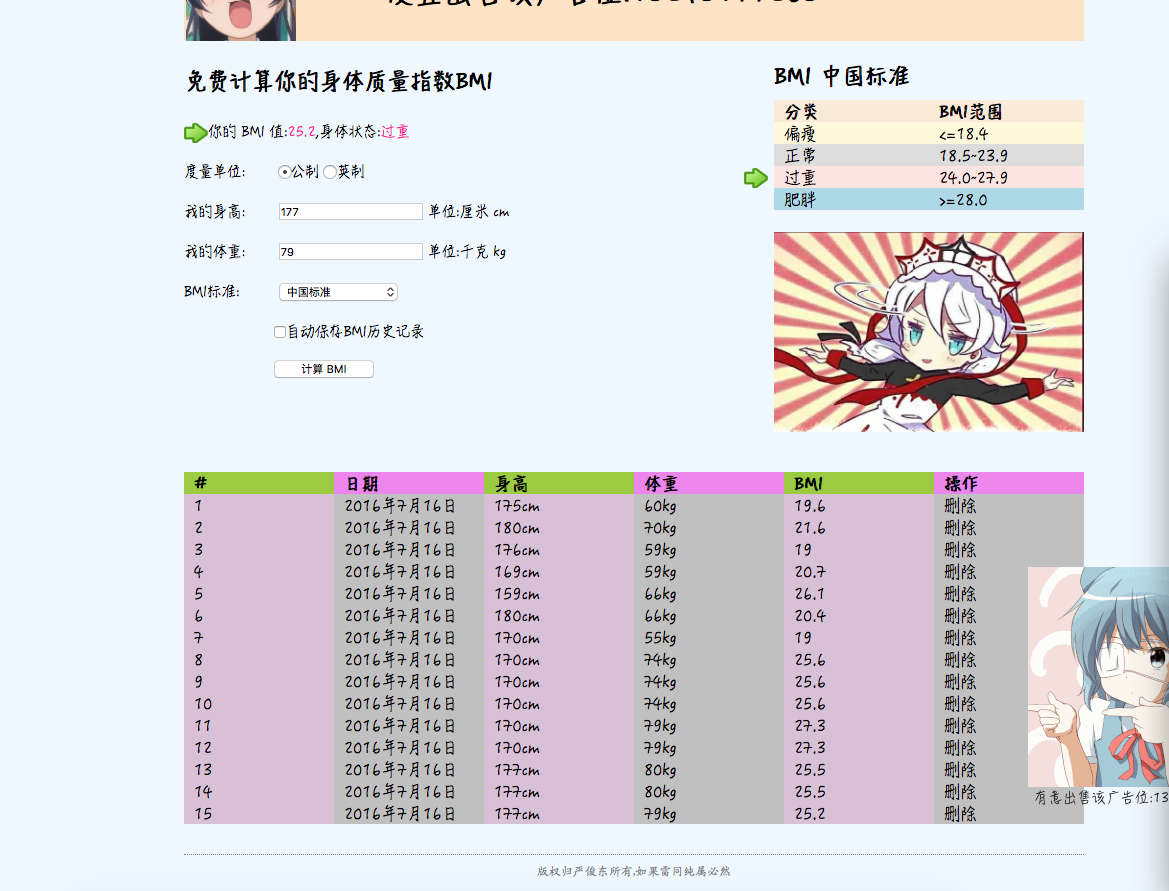 免费计算你的身体质量指数BMI
你的 BMI 值:25.2,身体状态:过重
度量单位: 公制 英制
我的身高: 177 单位:厘米 cm
我的体重: 79 单位:千克 kg
BMI标准: 中国标准
自动保存BMI历史记录
计算 BMI
BMI 中国标准
分类 BMI范围
偏瘦 <=18.4
正常 18.5~23.9
过重 24.0~27.9
肥胖 >=28.0
# 日期 身高 体重 BMI 操作
1 2016年7月16日 175cm 60kg 19.6 删除
2 2016年7月16日 180cm 70kg 21.6 删除
3 2016年7月16日 176cm 59kg 19 删除
4 2016年7月16日 169cm 59kg 20.7 删除
5 2016年7月16日 159cm 66kg 26.1 删除
6 2016年7月16日 180cm 66kg 20.4 删除
7 2016年7月16日 170cm 55kg 19 删除
8 2016年7月16日 170cm 74kg 25.6 删除
9 2016年7月16日 170cm 74kg 25.6 删除
10 2016年7月16日 170cm 74kg 25.6 删除
11 2016年7月16日 170cm 79kg 27.3 删除
12 2016年7月16日 170cm 79kg 27.3 删除
13 2016年7月16日 177cm 80kg 25.5 删除
14 2016年7月16日 177cm 80kg 25.5 删除
15 2016年7月16日 177cm 79kg 25.2 删除
有意出售该广告位:13
版权归严俊东所有,如果雷同纯属必然